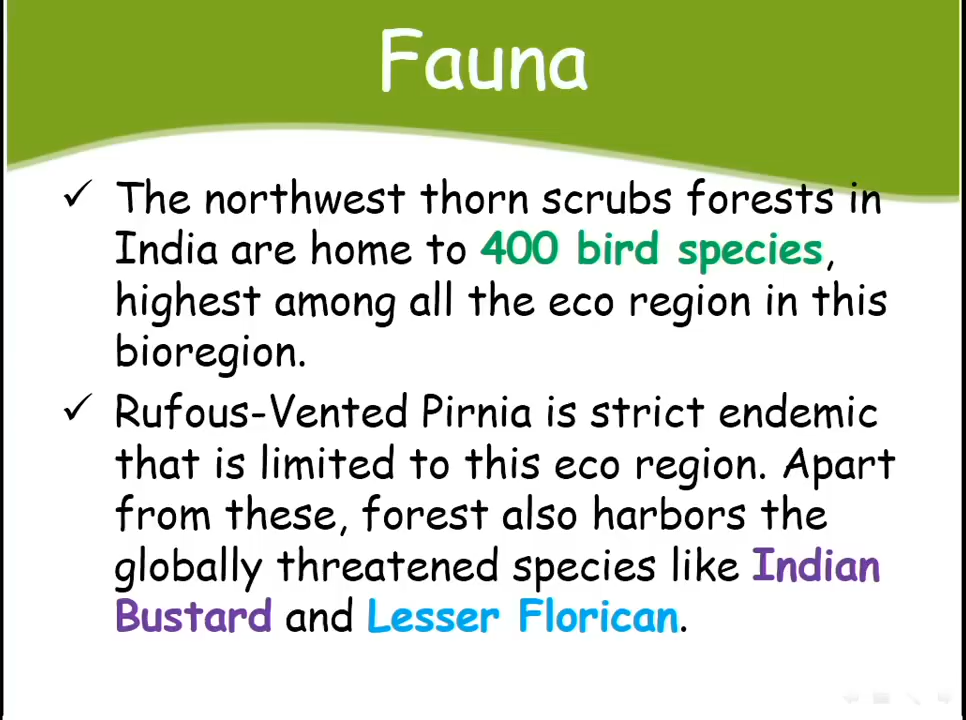 Fauna
✓ The northwest thorn scrubs forests in
India are home to 400 bird species,
highest among all the eco region in this
bioregion.
✓ Rufous-Vented Pirnia is strict endemic
that is limited to this eco region. Apart
from these, forest also harbors the
globally threatened species like Indian
Bustard and Lesser Florican.